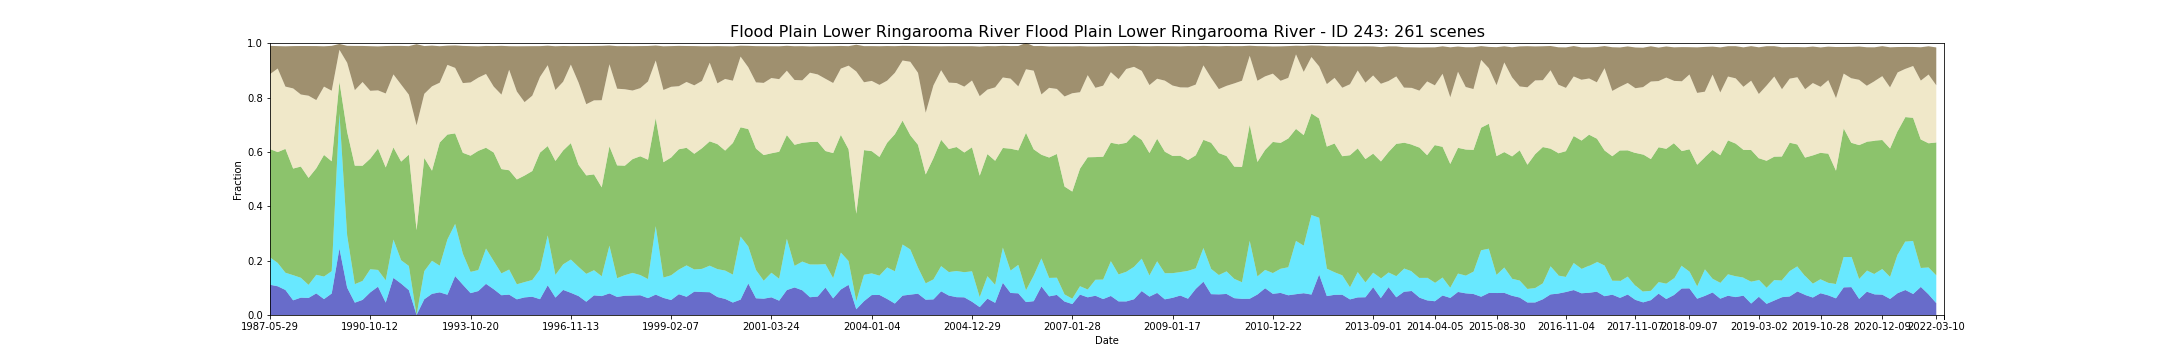 Flood Plain Lower Ringarooma River Flood Plain Lower Ringarooma River - ID 243: 261 scenes
1.0
0.8
0.6
0.4
0.2
0.0
Fraction
1987-05-29 1990-10-12 1993-10-20 1996-11-13 1999-02-07 2001-03-24 2004-01-04 2004-12-29 2007-01-28 2009-01-17 2010-12-22 2013-09-01 2014-04-05 2015-08-30 2016-11-04 2017-11-07 2018-09-07 2019-03-02 2019-10-28 2020-12-09 2022-03-10
Date